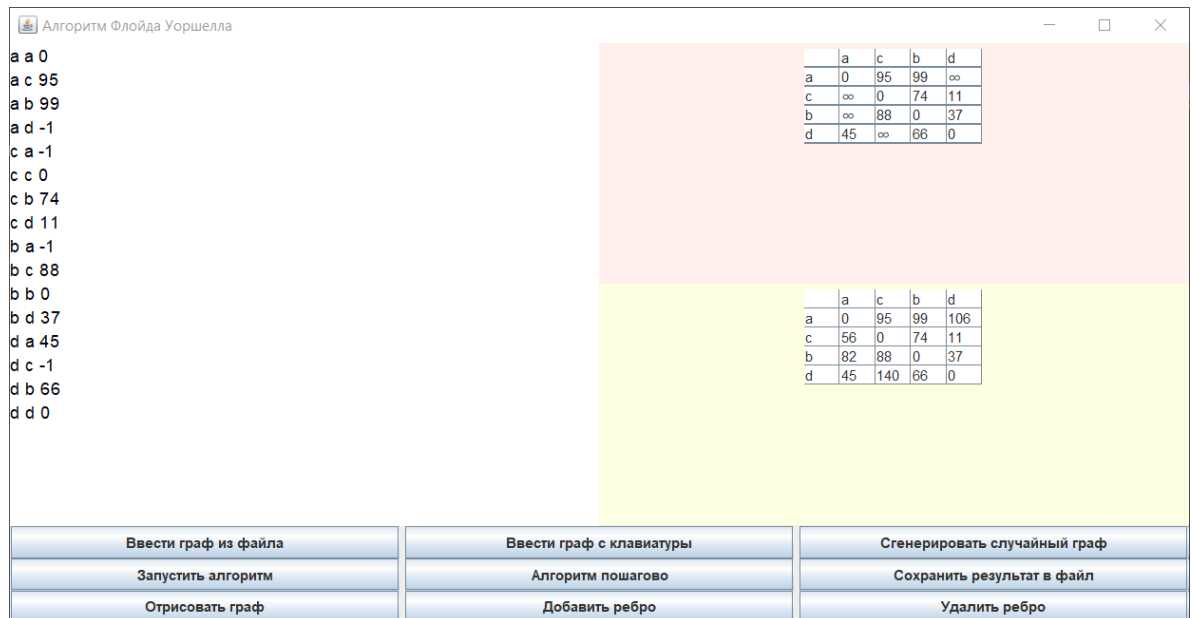 Алгоритм Флойда Уоршелла
a a 0
a c 95
a b 99
a d -1
c a -1
c c 0
c b 74
c d 11
b a -1
b c 88
b b 0
b d 37
d a 45
d c -1
d b 66
d d 0
a c b d
a 0 95 99 ∞
c ∞ 0 74 11
b ∞ 88 0 37
d 45 ∞ 66 0
a c b d
a 0 95 99 106
c 56 0 74 11
b 82 88 0 37
d 45 140 66 0
Ввести граф из файла Ввести граф с клавиатуры Сгенерировать случайный граф
Запустить алгоритм Алгоритм пошагово Сохранить результат в файл
Отрисовать граф Добавить ребро Удалить ребро